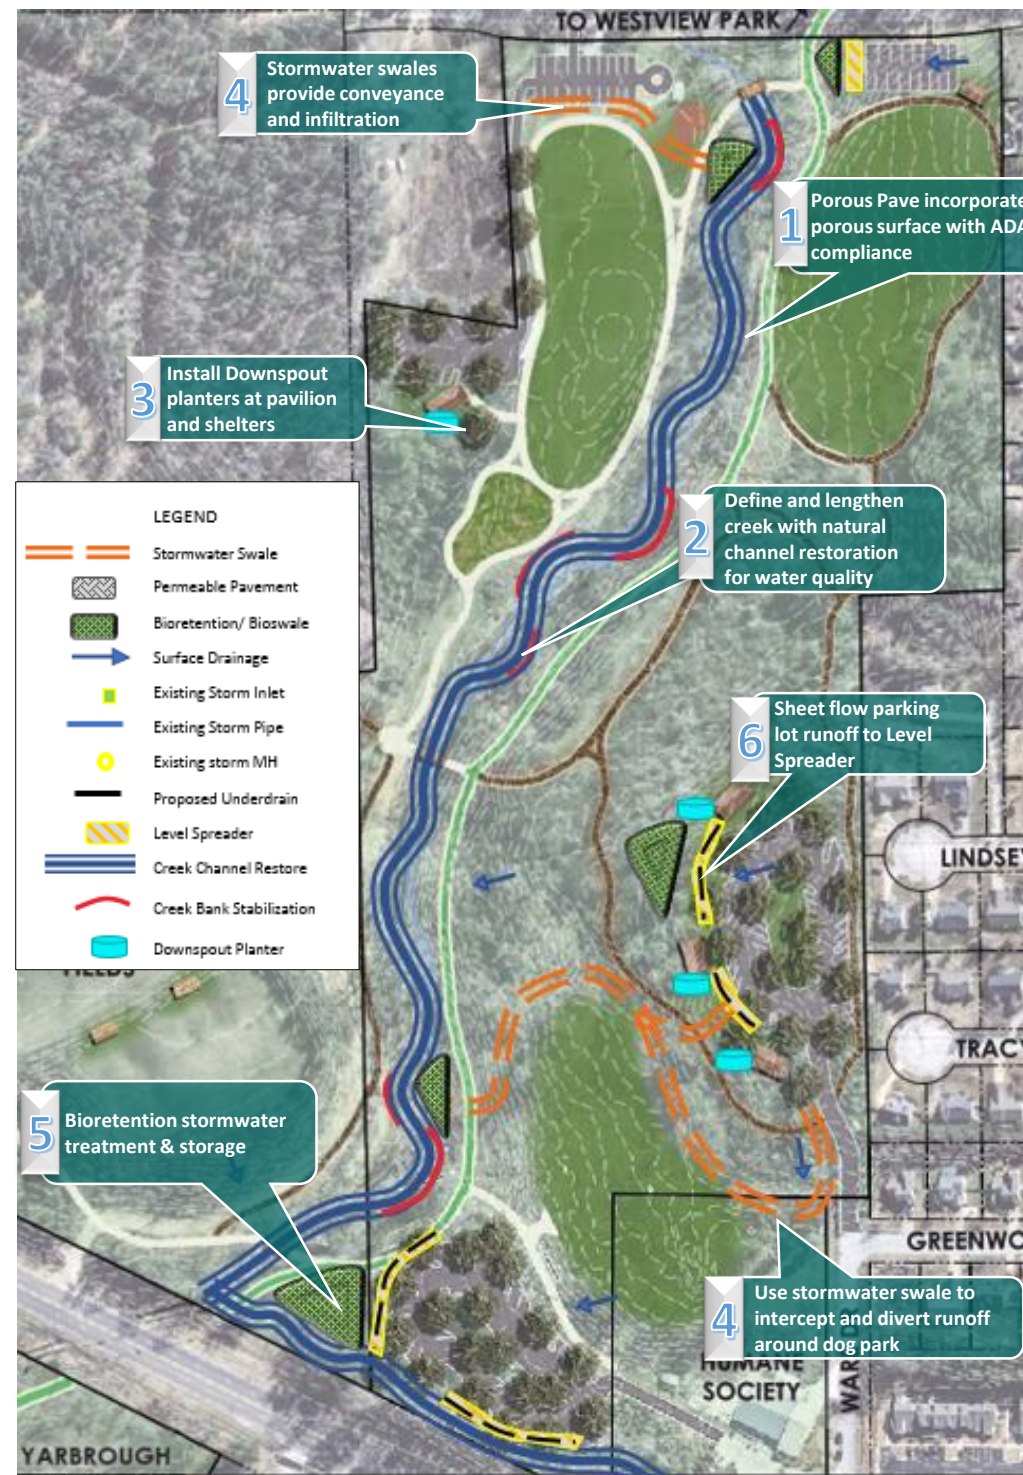 TO WESTVIEW PARK
4
Stormwater swales
provide conveyance
and infiltration
1
Porous Pave incorporate
porous surface with ADA
compliance
3
Install Downspout
planters at pavilion
and shelters
2
Define and lengthen
creek with natural
channel restoration
for water quality
LEGEND
Stormwater Swale
Permeable Pavement
Bioretention/ Bioswale
Surface Drainage
Existing Storm Inlet
Existing Storm Pipe
Existing storm MH
Proposed Underdrain
Level Spreader
Creek Channel Restore
Creek Bank Stabilization
Downspout Planter
6
Sheet flow parking
lot runoff to Level
Spreader
LINDSEY
FIELDS
TRACY
5
Bioretention stormwater
treatment & storage
GREENWO
4
Use stormwater swale to
intercept and divert runoff
around dog park
HUMANE
SOCIETY
YARBROUGH